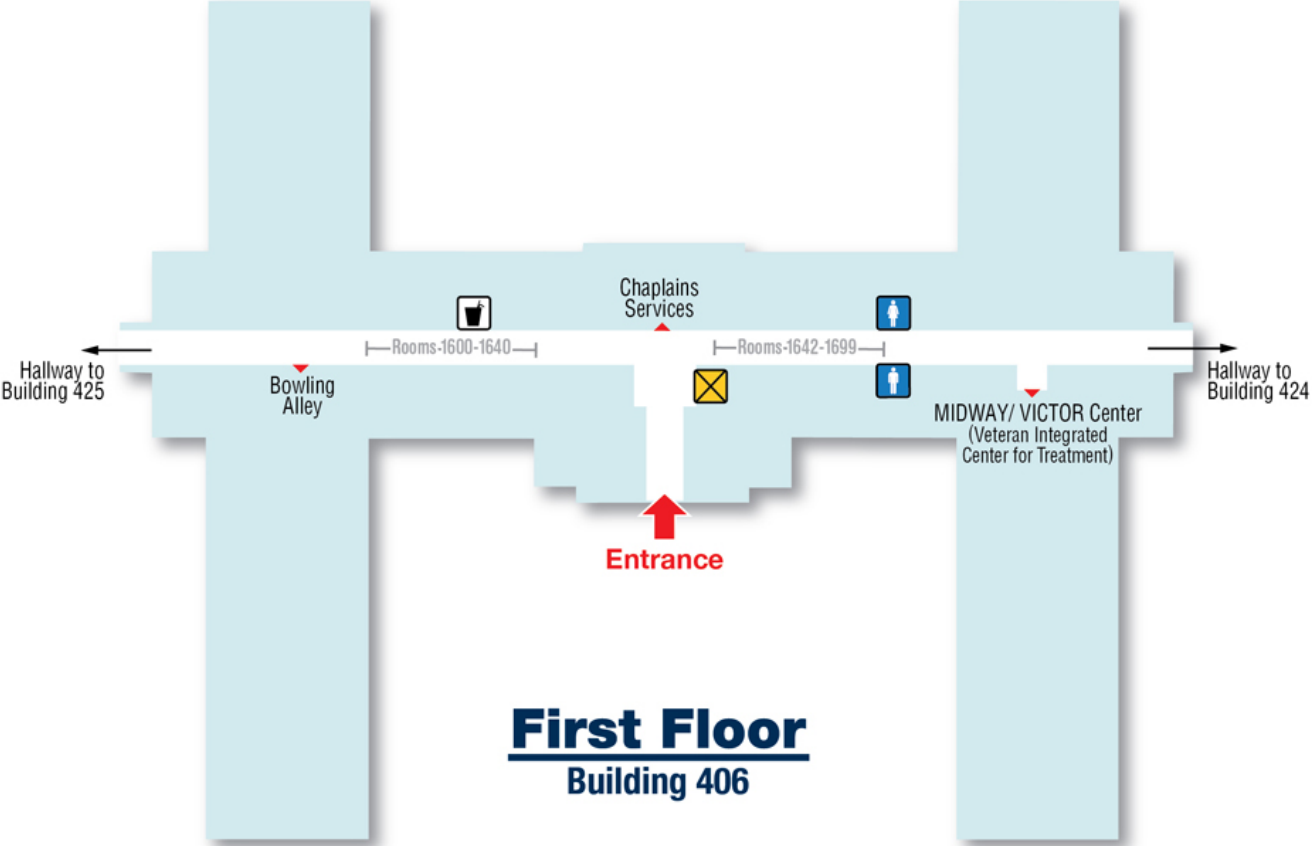 Chaplains
Services
Rooms-1600-1640
Rooms-1642-1699
Hallway to
Building 425
Bowling
Alley
Hallway to
Building 424
MIDWAY/ VICTOR Center
(Veteran Integrated
Center for Treatment)
Entrance
First Floor
Building 406